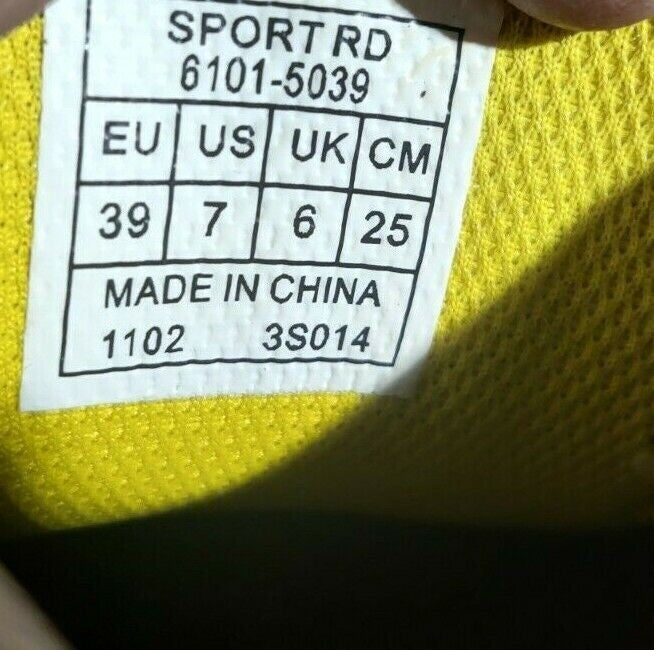 SPORT RD
6101-5039
EU US UK CM
39 7 6 25
MADE IN CHINA
1102 3S014